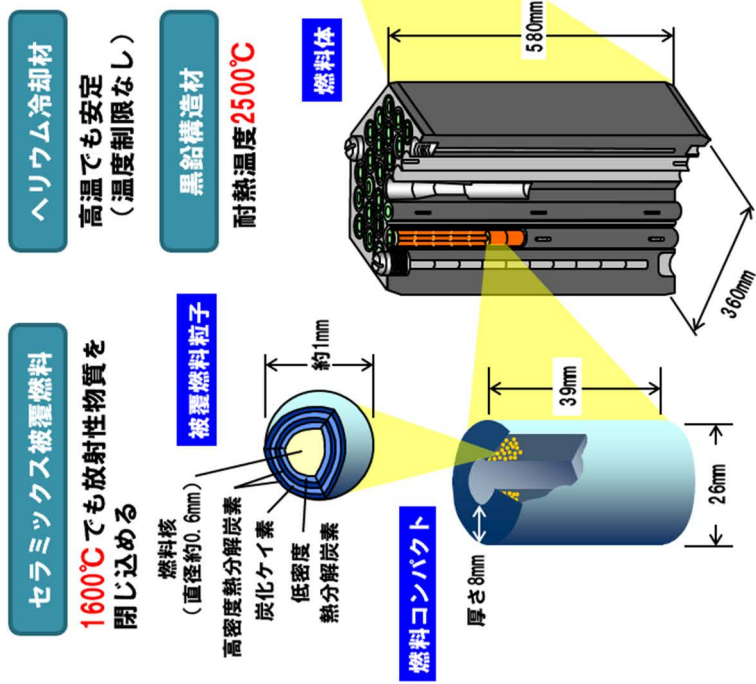 セラミックス被覆燃料
1600℃でも放射性物質を
閉じ込める
ヘリウム冷却材
高温でも安定
（温度制限なし）
黒鉛構造材
耐熱温度2500℃
被覆燃料粒子
燃料核
（直径約0.6mm）
高密度熱分解炭素
炭化ケイ素
低密度
熱分解炭素
約1mm
燃料コンパクト
厚さ8mm
39mm
26mm
燃料体
580mm
360mm